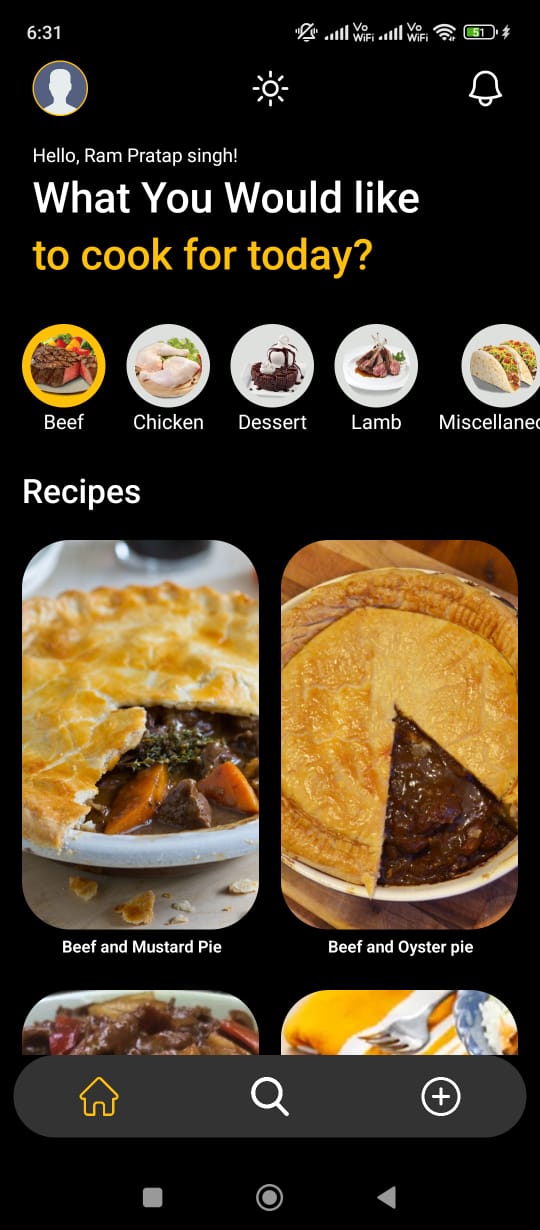 6:31
Vo
WiFi
Vo
WiFi
51
Hello, Ram Pratap singh!
What You Would like
to cook for today?
Beef
Chicken
Dessert
Lamb
Miscellaneo
Recipes
Beef and Mustard Pie
Beef and Oyster pie